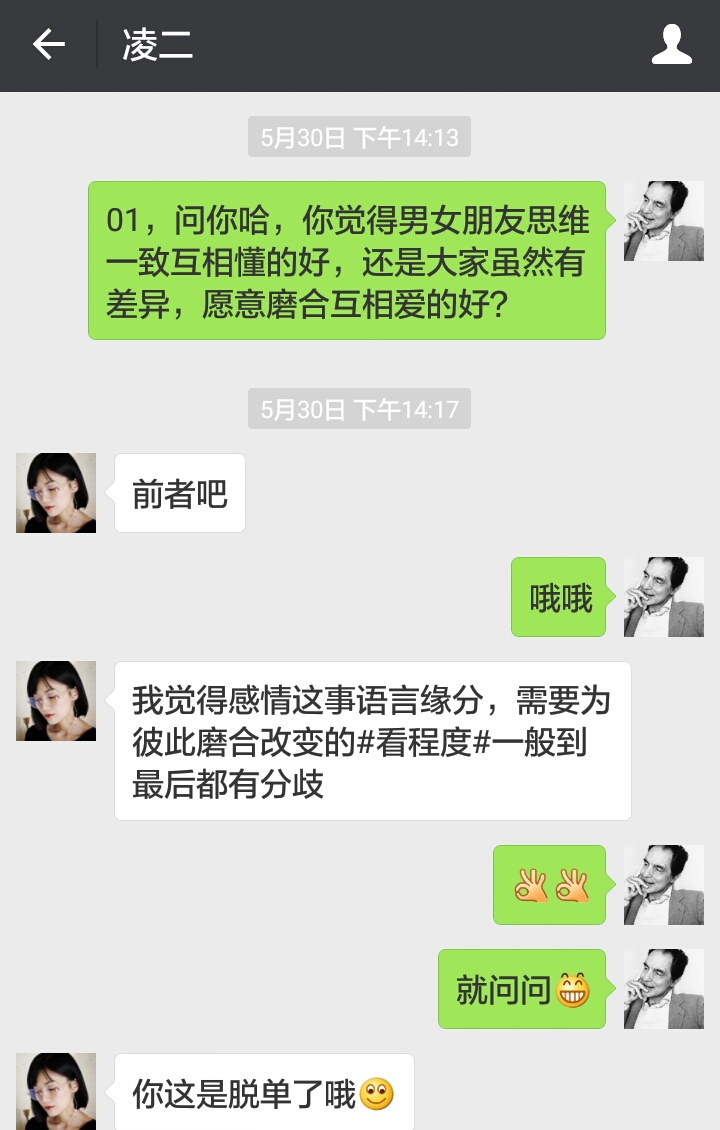 凌二
5月30日 下午14:13
01，问你哈，你觉得男女朋友思维
一致互相懂的好，还是大家虽然有
差异，愿意磨合互相爱的好?
5月30日 下午14:17
前者吧
哦哦
我觉得感情这事语言缘分，需要为
彼此磨合改变的#看程度#一般到
最后都有分歧
👌👌
就问问😁
你这是脱单了哦🙂